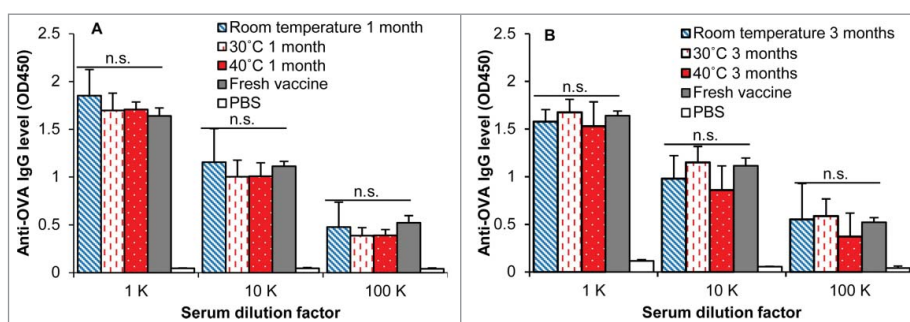 A
Room temperature 1 month
30˚C 1 month
40˚C 1 month
Fresh vaccine
PBS
Anti-OVA IgG level (OD450)
2.5
2
1.5
1
0.5
0
n.s.
n.s.
n.s.
1 K
10 K
100 K
Serum dilution factor
B
Room temperature 3 months
30˚C 3 months
40˚C 3 months
Fresh vaccine
PBS
Anti-OVA IgG level (OD450)
2.5
2
1.5
1
0.5
0
n.s.
n.s.
n.s.
1 K
10 K
100 K
Serum dilution factor